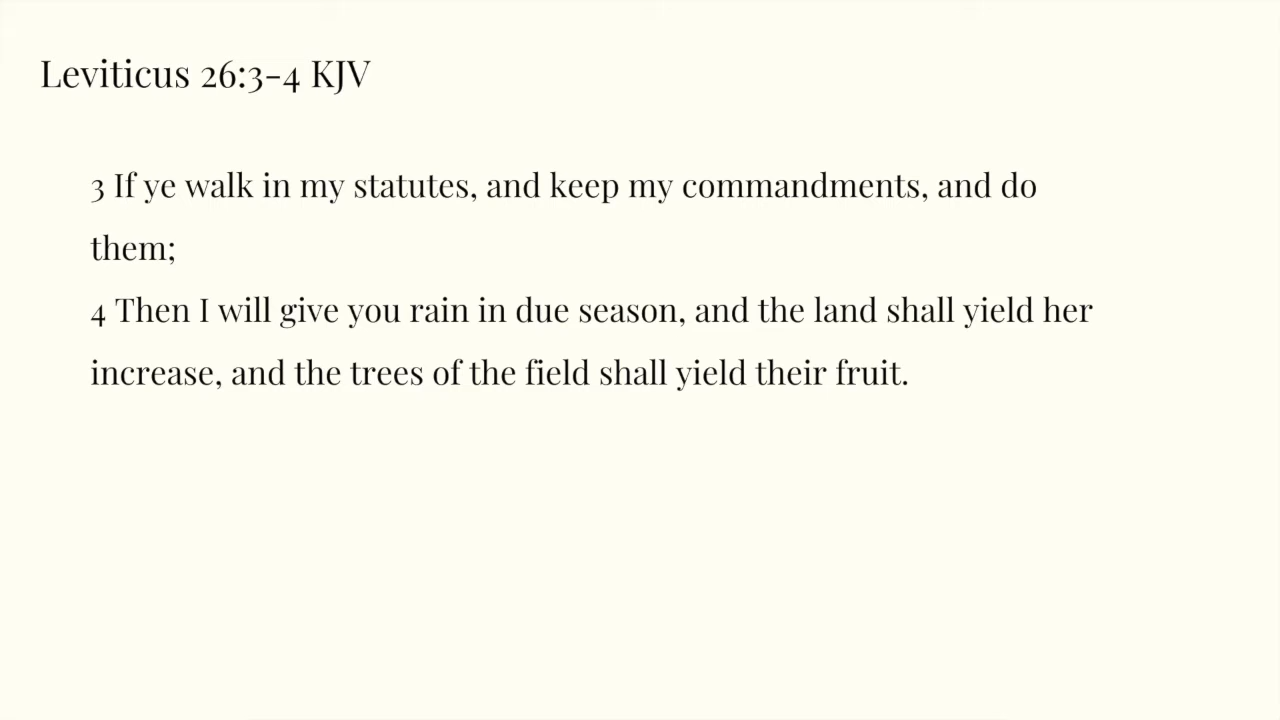 Leviticus 26:3-4 KJV
3 If ye walk in my statutes, and keep my commandments, and do
them;
4 Then I will give you rain in due season, and the land shall yield her
increase, and the trees of the field shall yield their fruit.